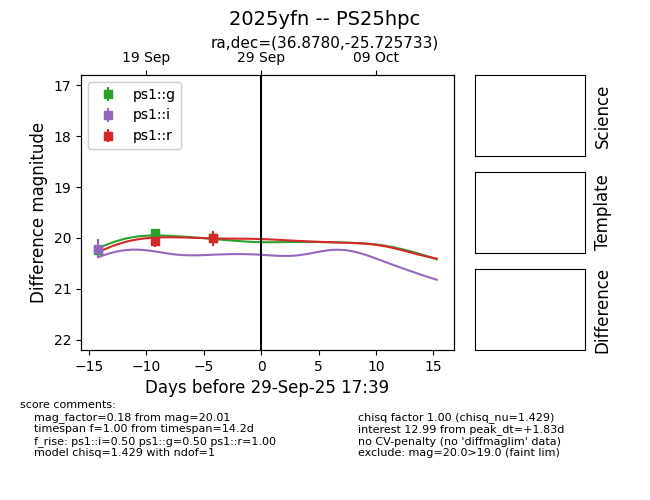 2025yfn -- PS25hpc
ra,dec=(36.8780,-25.725733)
19 Sep 29 Sep 09 Oct
17
18
19
20
21
22
Difference magnitude
ps1::g
ps1::i
ps1::r
−15 −10 −5 0 5 10 15
Days before 29-Sep-25 17:39
Science
Template
Difference
score comments:
mag_factor=0.18 from mag=20.01
timespan f=1.00 from timespan=14.2d
f_rise: ps1::i=0.50 ps1::g=0.50 ps1::r=1.00
model chisq=1.429 with ndof=1
chisq factor 1.00 (chisq_nu=1.429)
interest 12.99 from peak_dt=+1.83d
no CV-penalty (no 'diffmaglim' data)
exclude: mag=20.0>19.0 (faint lim)